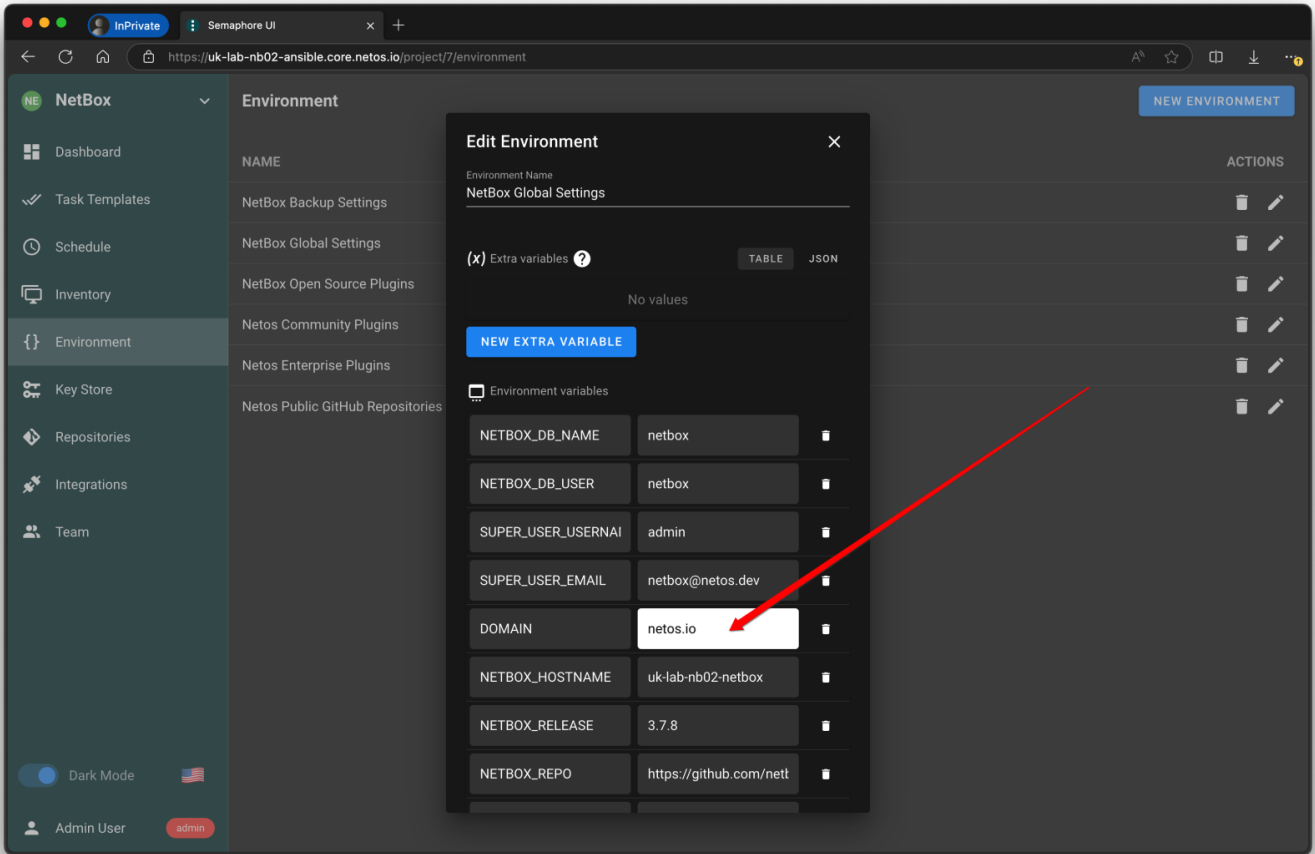 InPrivate
Semaphore UI
https://uk-lab-nb02-ansible.core.netos.io/project/7/environment
NE NetBox
Dashboard
Task Templates
Schedule
Inventory
Environment
Key Store
Repositories
Integrations
Team
Dark Mode
Admin User admin
Environment
NEW ENVIRONMENT
NAME ACTIONS
NetBox Backup Settings
NetBox Global Settings
NetBox Open Source Plugins
Netos Community Plugins
Netos Enterprise Plugins
Netos Public GitHub Repositories
Edit Environment
Environment Name
NetBox Global Settings
(x) Extra variables ? TABLE JSON
No values
NEW EXTRA VARIABLE
Environment variables
NETBOX_DB_NAME netbox
NETBOX_DB_USER netbox
SUPER_USER_USERNAI admin
SUPER_USER_EMAIL netbox@netos.dev
DOMAIN netos.io
NETBOX_HOSTNAME uk-lab-nb02-netbox
NETBOX_RELEASE 3.7.8
NETBOX_REPO https://github.com/netb